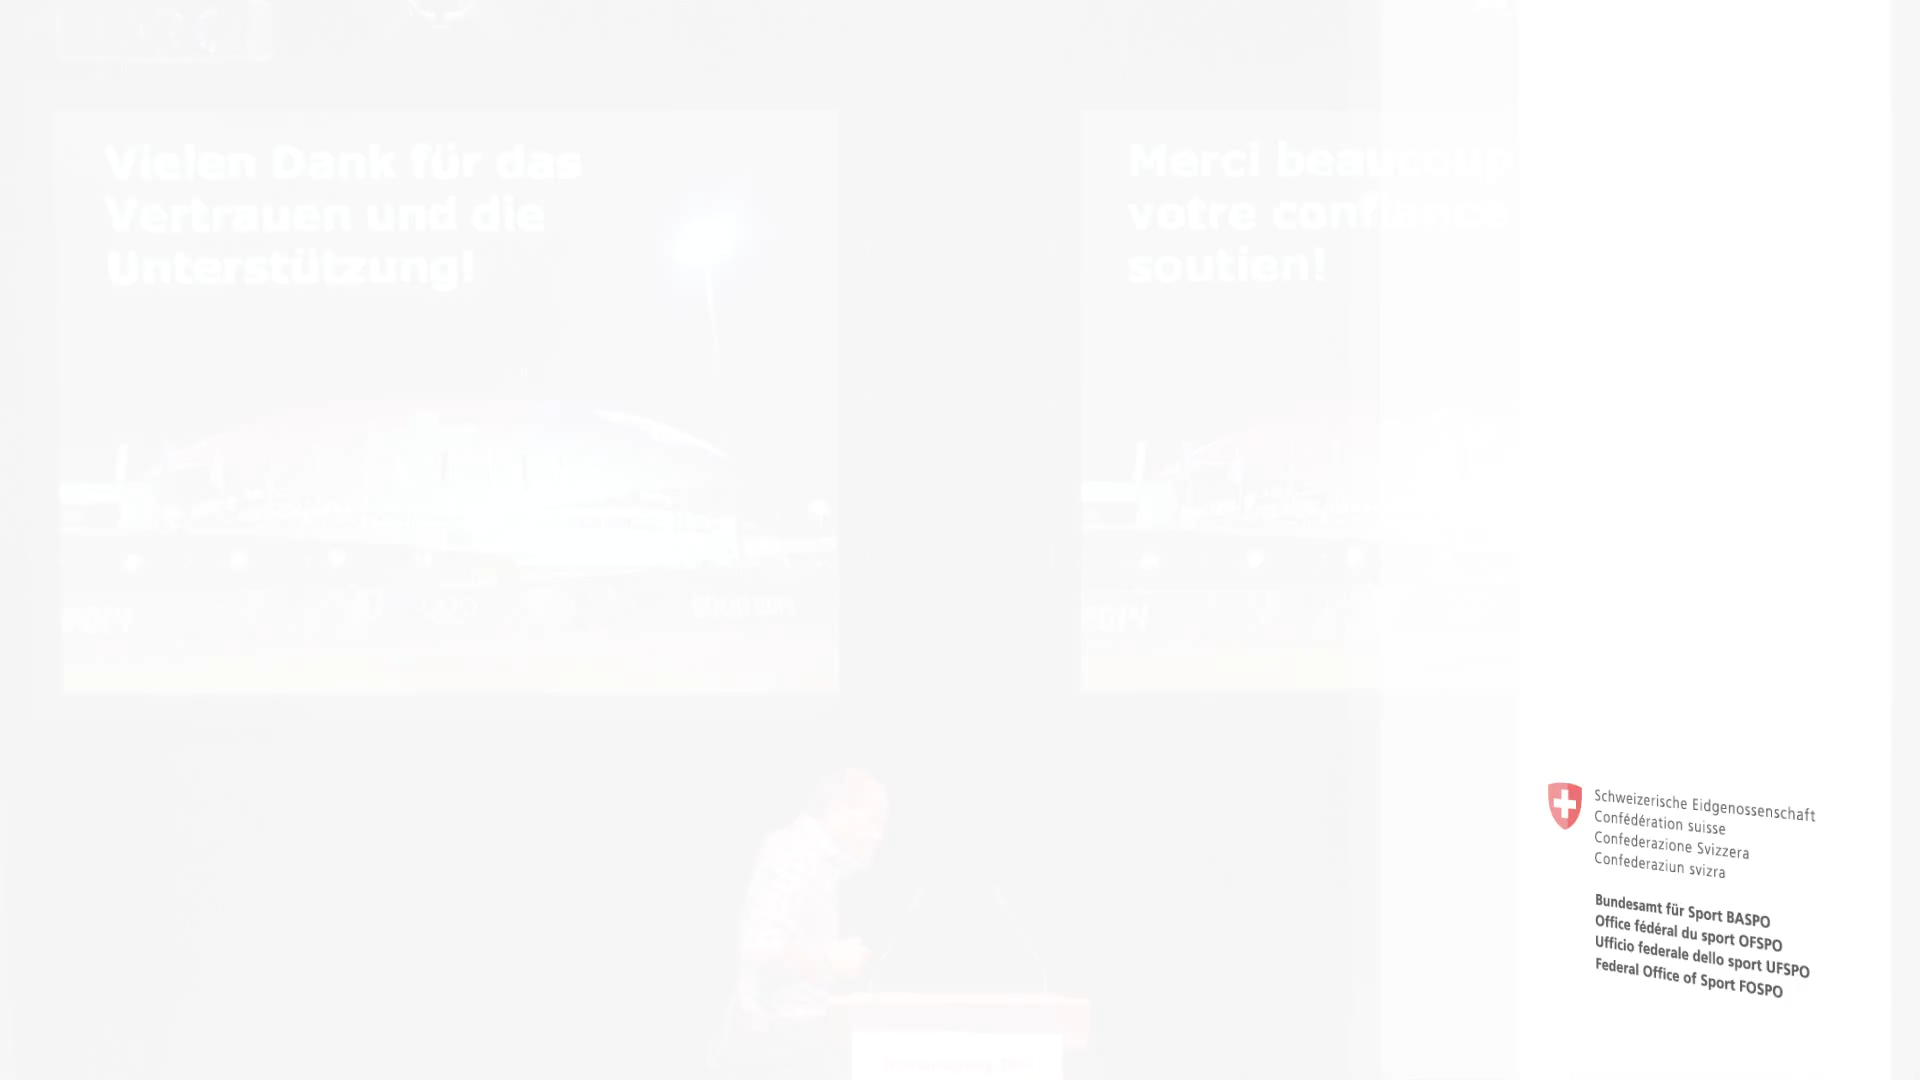 Vielen Dank für das
Vertrauen und die
Unterstützung!
Merci beaucoup
votre confiance
soutien!
Schweizerische Eidgenossenschaft
Confédération suisse
Confederazione Svizzera
Confederaziun svizra
Bundesamt für Sport BASPO
Office fédéral du sport OFSPO
Ufficio federale dello sport UFSPO
Federal Office of Sport FOSPO